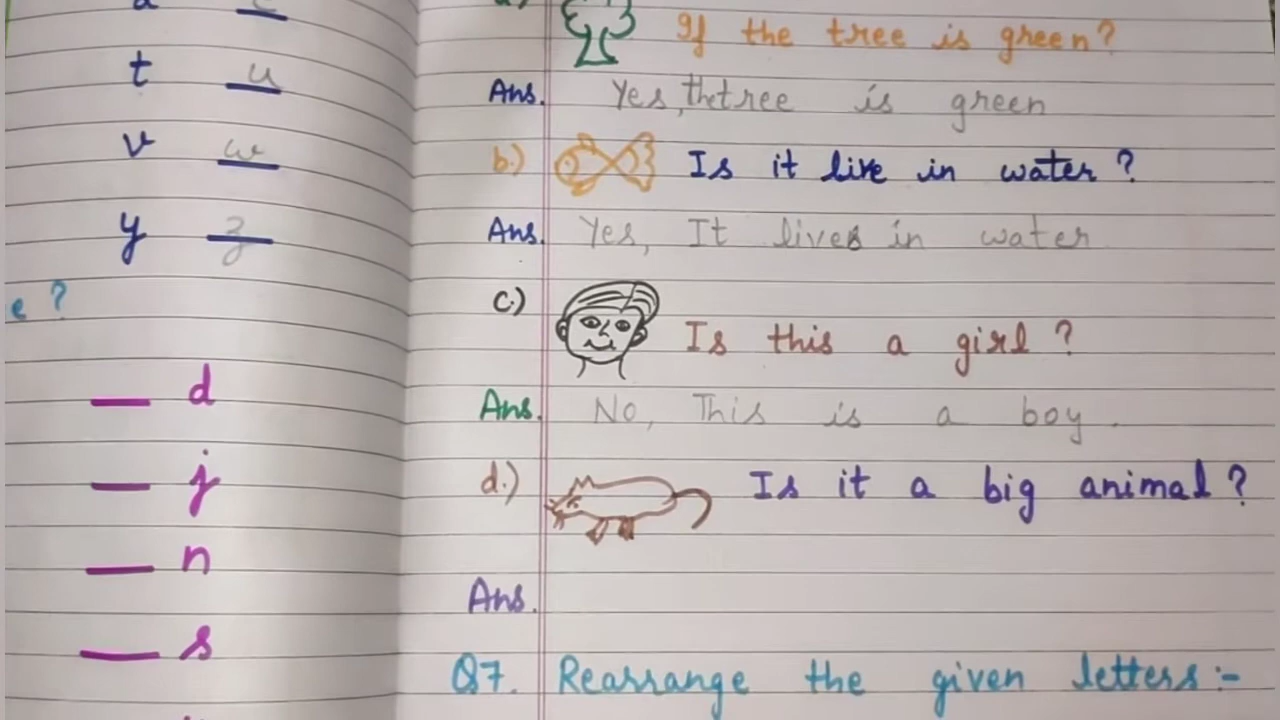 t u
v w
y z
e ?
d
j
n
s
If the tree is green?
Ans. Yes, the tree is green
b.) Is it live in water ?
Ans. Yes, It lives in water
c.) Is this a girl ?
Ans. No, This is a boy.
d.) Is it a big animal ?
Ans.
Q7. Rearrange the given letters:-